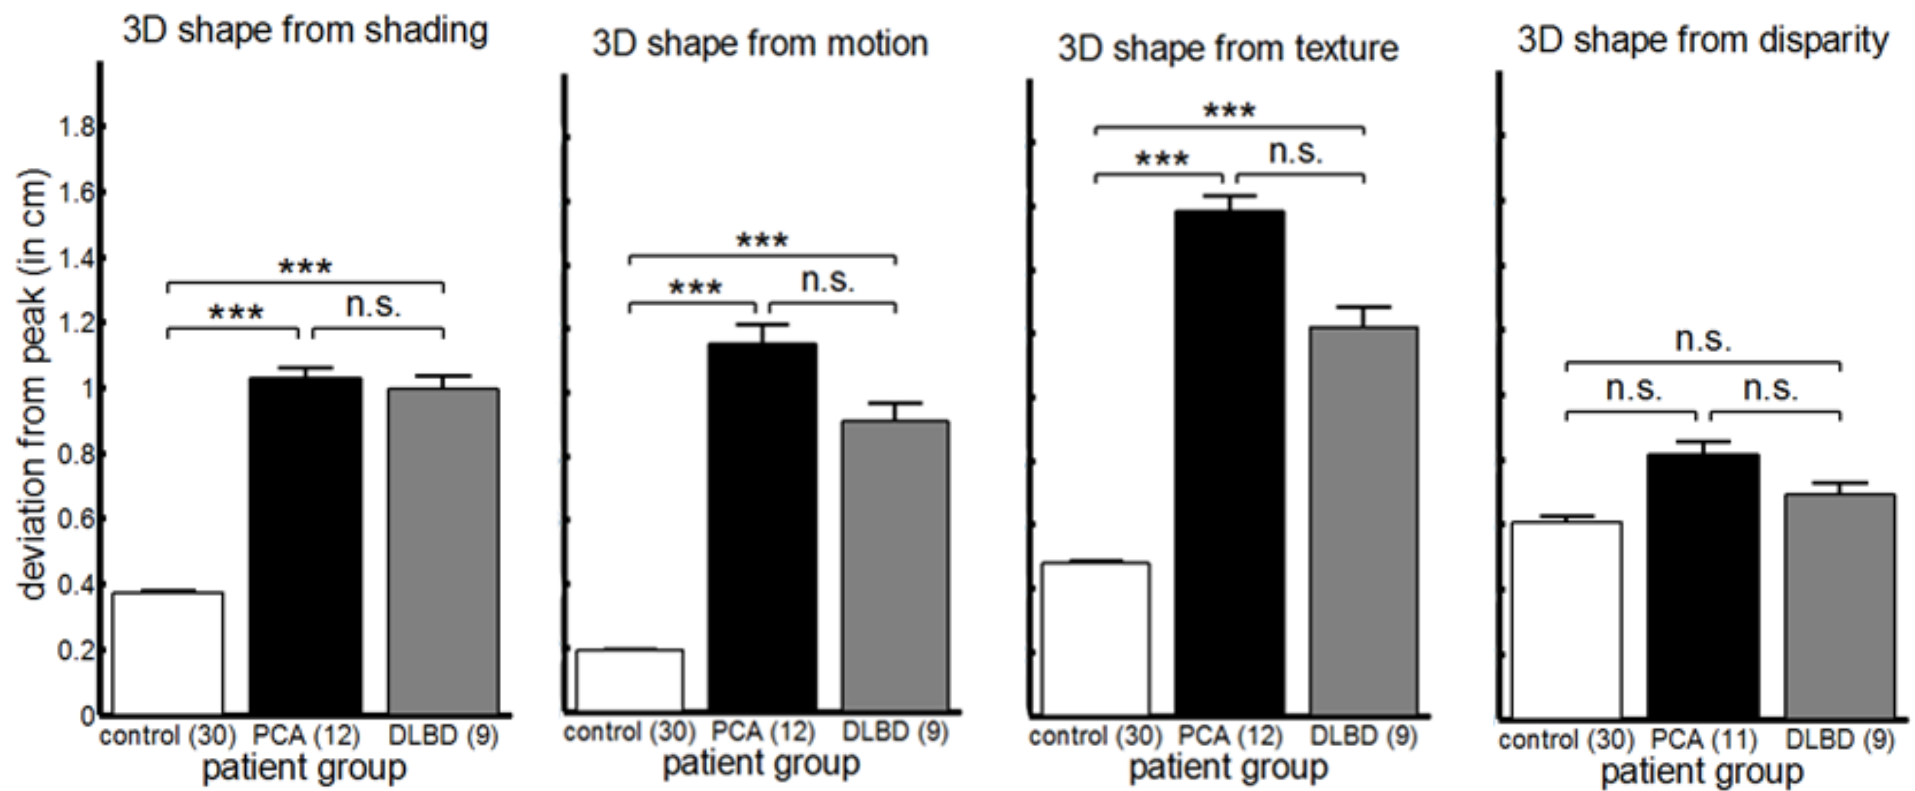 3D shape from shading
deviation from peak (in cm)
1.8
1.6
1.4
1.2
1
0.8
0.6
0.4
0.2
0
***
*** n.s.
control (30) PCA (12) DLBD (9)
patient group
3D shape from motion
***
*** n.s.
control (30) PCA (12) DLBD (9)
patient group
3D shape from texture
***
*** n.s.
control (30) PCA (12) DLBD (9)
patient group
3D shape from disparity
n.s.
n.s. n.s.
control (30) PCA (11) DLBD (9)
patient group